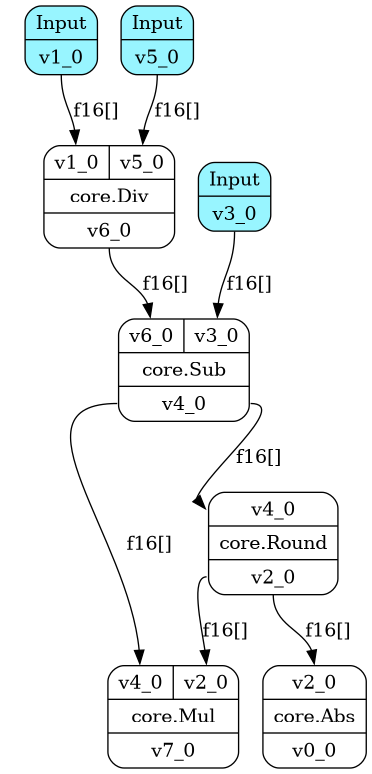 Input
v1_0
Input
v5_0
f16[]
f16[]
v1_0
v5_0
core.Div
v6_0
Input
v3_0
f16[]
f16[]
v6_0
v3_0
core.Sub
v4_0
f16[]
v4_0
core.Round
v2_0
f16[]
f16[]
f16[]
v4_0
v2_0
core.Mul
v7_0
v2_0
core.Abs
v0_0